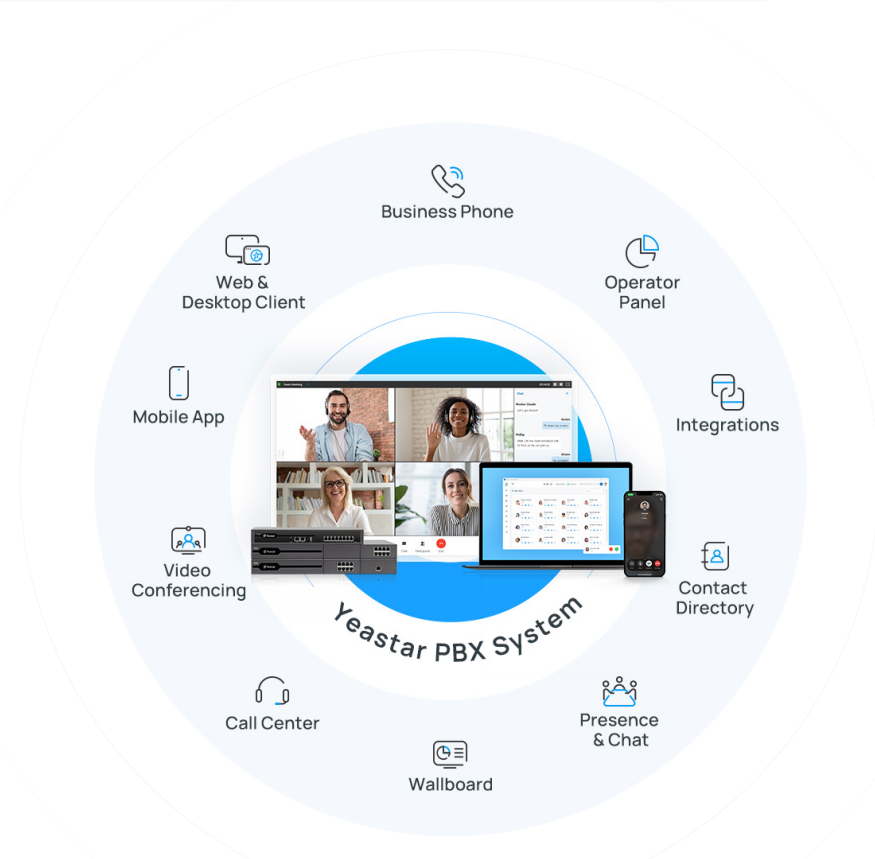 Business Phone
Web &
Desktop Client
Operator
Panel
Mobile App
Integrations
Video
Conferencing
Contact
Directory
Yeastar PBX System
Call Center
Presence
& Chat
Wallboard